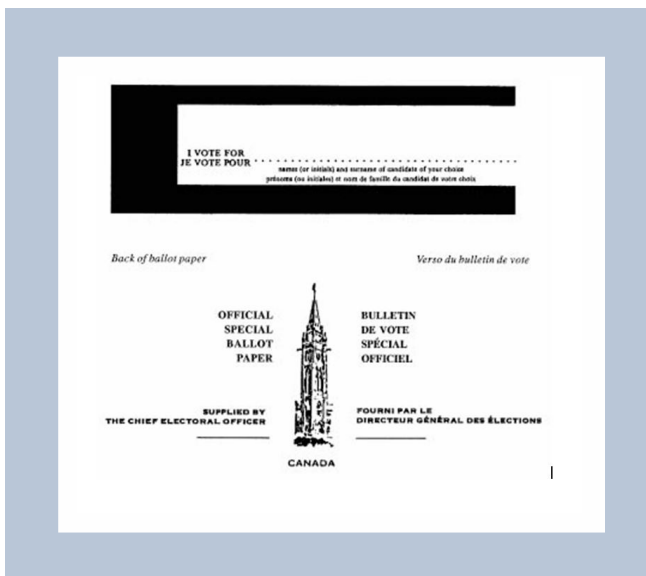 I VOTE FOR
JE VOTE POUR
names (or initials) and surname of candidate of your choice
prénoms (ou initiales) et nom de famille du candidat de votre choix
Back of ballot paper
Verso du bulletin de vote
OFFICIAL
SPECIAL
BALLOT
PAPER
BULLETIN
DE VOTE
SPÉCIAL
OFFICIEL
SUPPLIED BY
THE CHIEF ELECTORAL OFFICER
FOURNI PAR LE
DIRECTEUR GÉNÉRAL DES ÉLECTIONS
CANADA